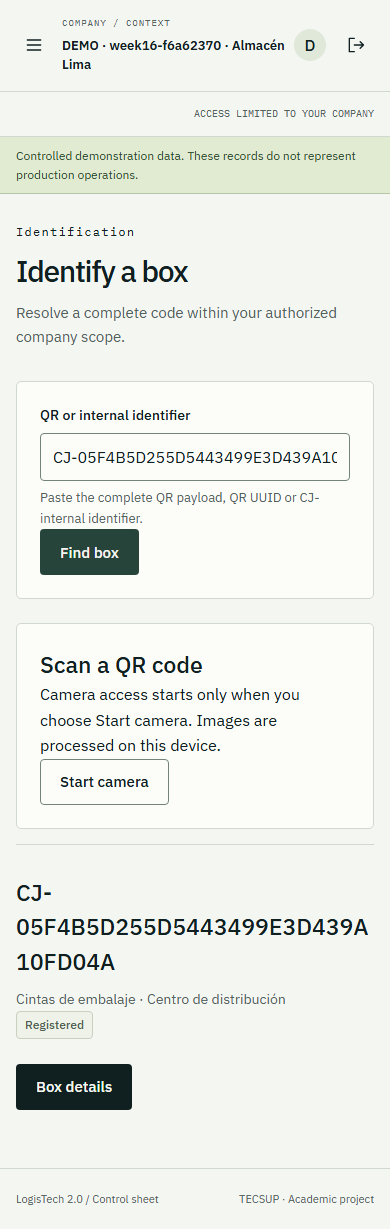 COMPANY / CONTEXT
DEMO · week16-f6a62370 · Almacén
Lima
D
ACCESS LIMITED TO YOUR COMPANY
Controlled demonstration data. These records do not represent
production operations.
Identification
Identify a box
Resolve a complete code within your authorized
company scope.
QR or internal identifier
CJ-05F4B5D255D5443499E3D439A10
Paste the complete QR payload, QR UUID or CJ-
internal identifier.
Find box
Scan a QR code
Camera access starts only when you
choose Start camera. Images are
processed on this device.
Start camera
CJ-
05F4B5D255D5443499E3D439A
10FD04A
Cintas de embalaje · Centro de distribución
Registered
Box details
LogisTech 2.0 / Control sheet
TECSUP · Academic project